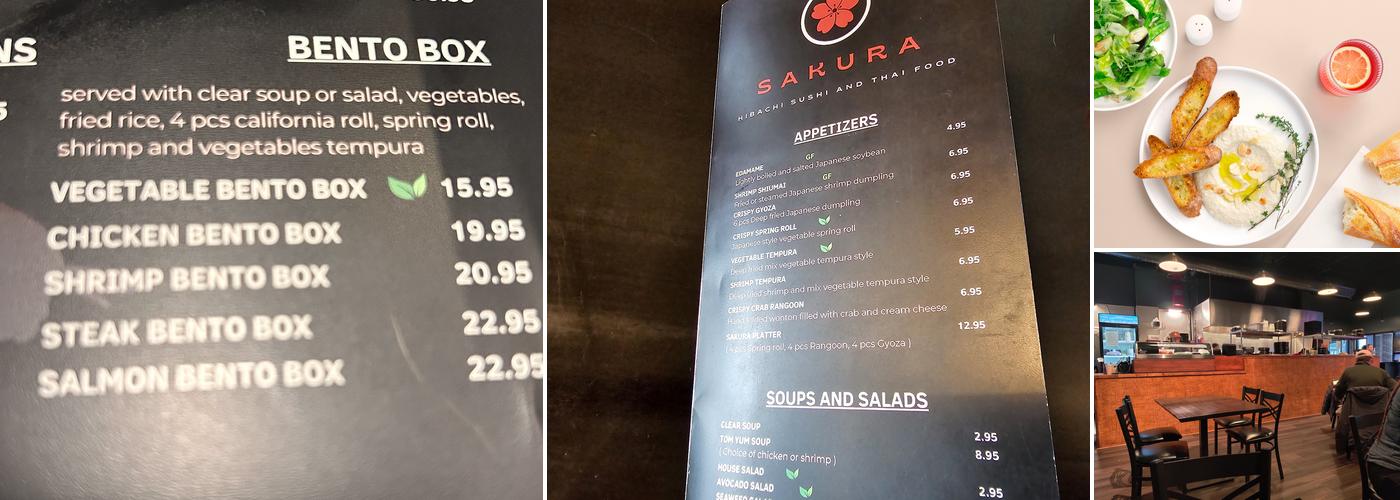 NS
BENTO BOX
served with clear soup or salad, vegetables,
fried rice, 4 pcs california roll, spring roll,
shrimp and vegetables tempura
VEGETABLE BENTO BOX 15.95
CHICKEN BENTO BOX 19.95
SHRIMP BENTO BOX 20.95
STEAK BENTO BOX 22.95
SALMON BENTO BOX 22.95
SAKURA
HIBACHI SUSHI AND THAI FOOD
APPETIZERS
EDAMAME GF 4.95
Lightly boiled and salted Japanese soybean
SHRIMP SHIUMAI GF 6.95
Fried or steamed Japanese shrimp dumpling
CRISPY GYOZA 6.95
6 pcs Deep fried Japanese dumpling
CRISPY SPRING ROLL 6.95
Japanese style vegetable spring roll
VEGETABLE TEMPURA 5.95
Deep fried mix vegetable tempura style
SHRIMP TEMPURA 6.95
Deep fried shrimp and mix vegetable tempura style
CRISPY CRAB RANGOON 6.95
Hand folded wonton filled with crab and cream cheese
SAKURA PLATTER 12.95
( 4 pcs Spring roll, 4 pcs Rangoon, 4 pcs Gyoza )
SOUPS AND SALADS
CLEAR SOUP 2.95
TOM YUM SOUP 8.95
( Choice of chicken or shrimp )
HOUSE SALAD 2.95
AVOCADO SALAD